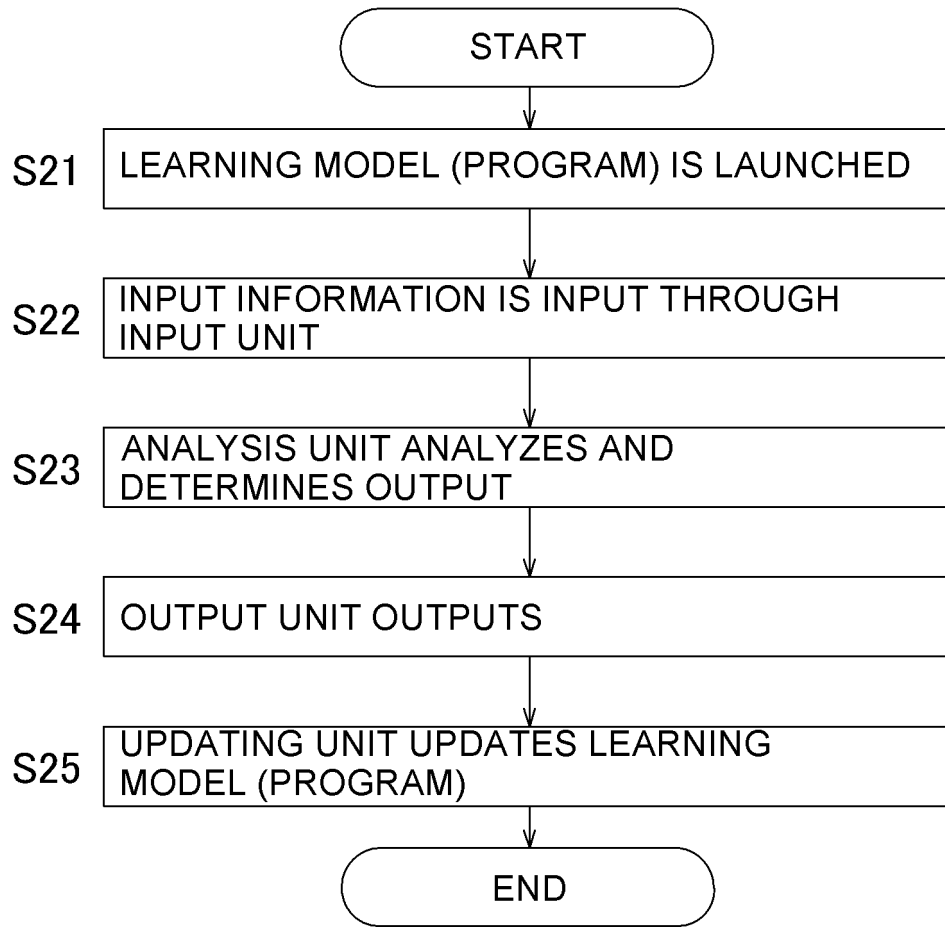 START
S21 LEARNING MODEL (PROGRAM) IS LAUNCHED
S22 INPUT INFORMATION IS INPUT THROUGH
INPUT UNIT
S23 ANALYSIS UNIT ANALYZES AND
DETERMINES OUTPUT
S24 OUTPUT UNIT OUTPUTS
S25 UPDATING UNIT UPDATES LEARNING
MODEL (PROGRAM)
END